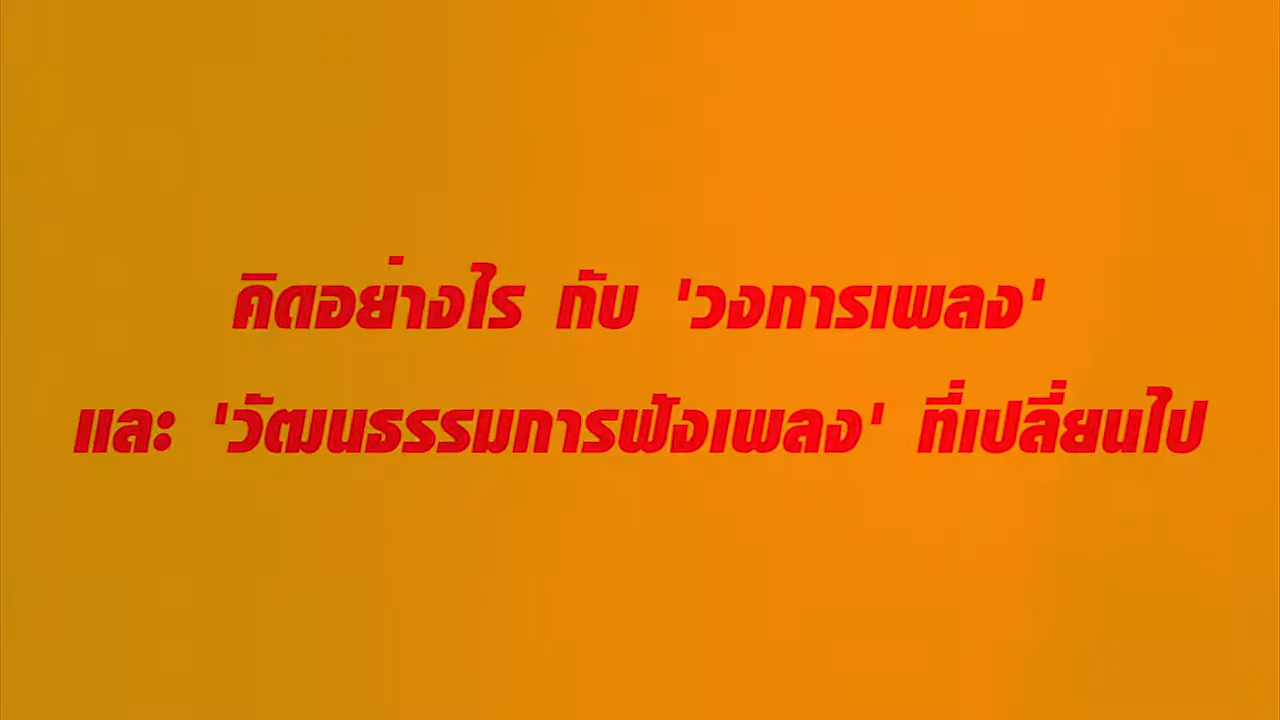 คิดอย่างไร กับ 'วงการเพลง'
และ 'วัฒนธรรมการฟังเพลง' ที่เปลี่ยนไป